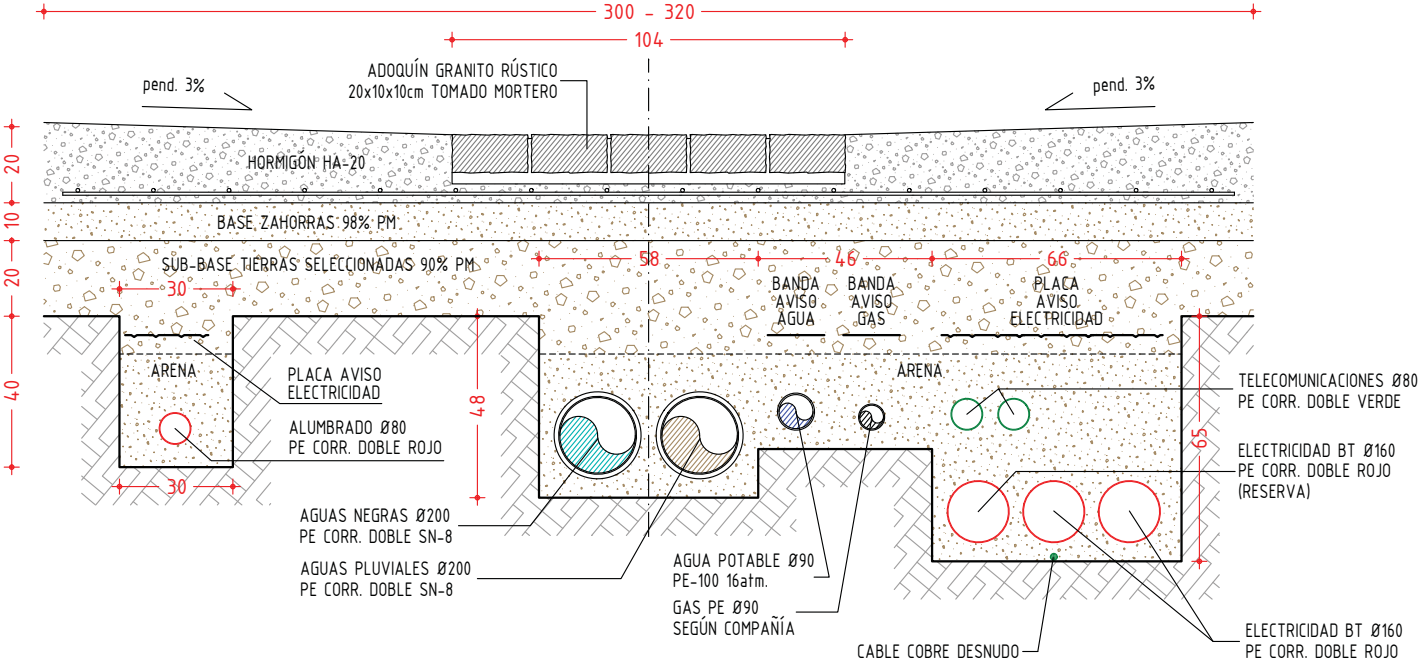 300 - 320
104
ADOQUÍN GRANITO RÚSTICO
20x10x10cm TOMADO MORTERO
pend. 3%
pend. 3%
20
HORMIGÓN HA-20
10
BASE ZAHORRAS 98% PM
20
SUB-BASE TIERRAS SELECCIONADAS 90% PM
30
58
46
66
BANDA
AVISO
AGUA
BANDA
AVISO
GAS
PLACA
AVISO
ELECTRICIDAD
40
ARENA
PLACA AVISO
ELECTRICIDAD
ALUMBRADO Ø80
PE CORR. DOBLE ROJO
30
48
ARENA
65
TELECOMUNICACIONES Ø80
PE CORR. DOBLE VERDE
ELECTRICIDAD BT Ø160
PE CORR. DOBLE ROJO
(RESERVA)
AGUAS NEGRAS Ø200
PE CORR. DOBLE SN-8
AGUAS PLUVIALES Ø200
PE CORR. DOBLE SN-8
AGUA POTABLE Ø90
PE-100 16atm.
GAS PE Ø90
SEGÚN COMPAÑÍA
CABLE COBRE DESNUDO
ELECTRICIDAD BT Ø160
PE CORR. DOBLE ROJO